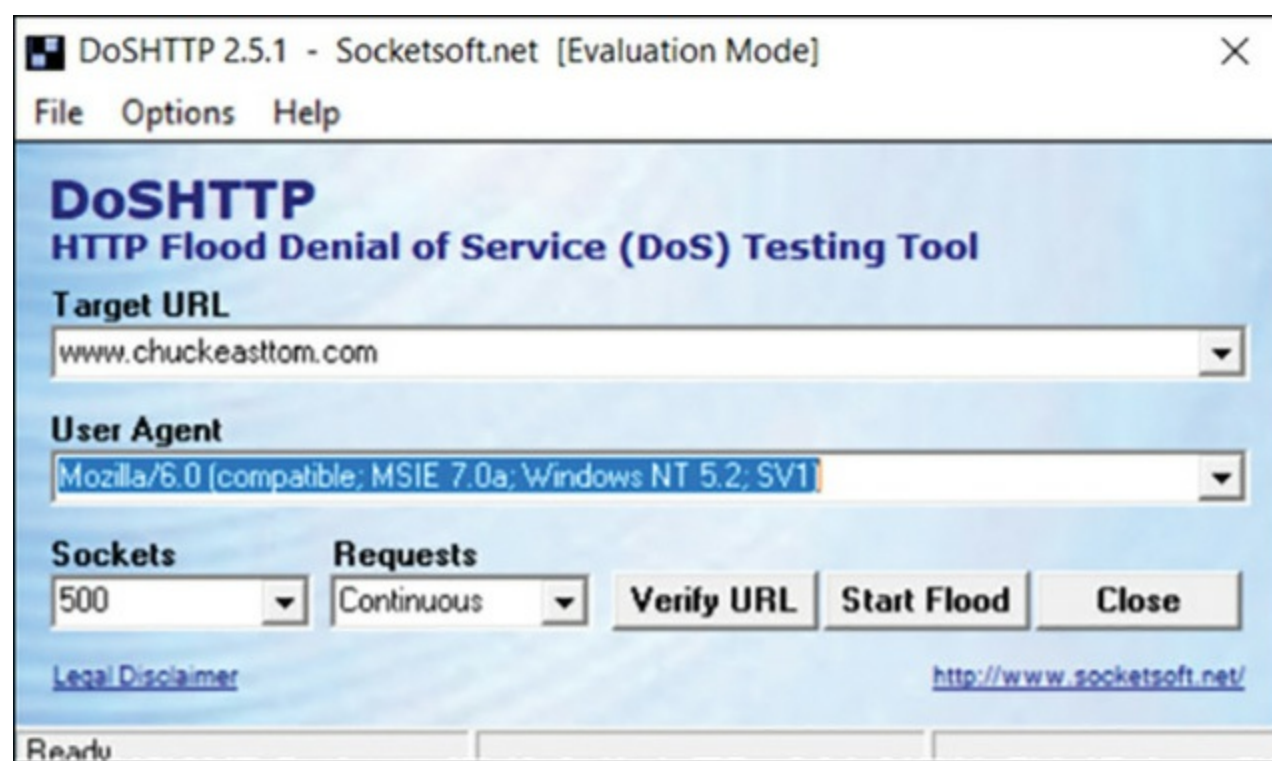 DoSHTTP 2.5.1 - Socketsoft.net [Evaluation Mode]
File Options Help
DoSHTTP
HTTP Flood Denial of Service (DoS) Testing Tool
Target URL
www.chuckeasttom.com
User Agent
Mozilla/6.0 (compatible; MSIE 7.0a; Windows NT 5.2; SV1)
Sockets Requests
500 Continuous Verify URL Start Flood Close
Legal Disclaimer http://www.socketsoft.net/
Ready